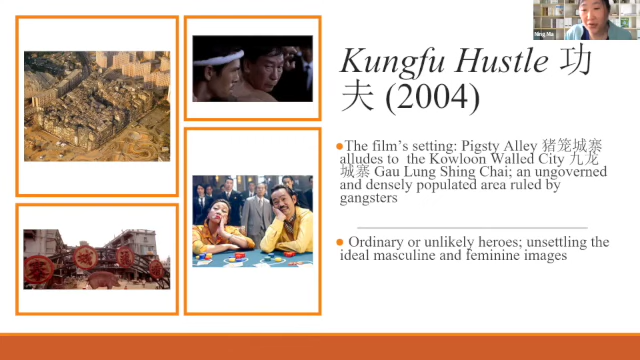 Ning Ma
Kungfu Hustle 功
夫 (2004)
The film's setting: Pigsty Alley 猪笼城寨
alludes to the Kowloon Walled City 九龙
城寨 Gau Lung Shing Chai; an ungoverned
and densely populated area ruled by
gangsters
Ordinary or unlikely heroes; unsettling the
ideal masculine and feminine images